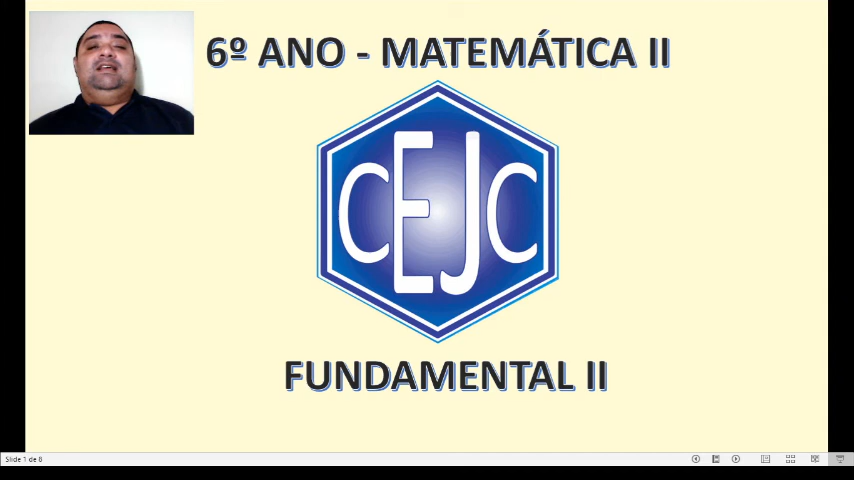 6º ANO - MATEMÁTICA II
CEJC
FUNDAMENTAL II
Slide 1 de 8